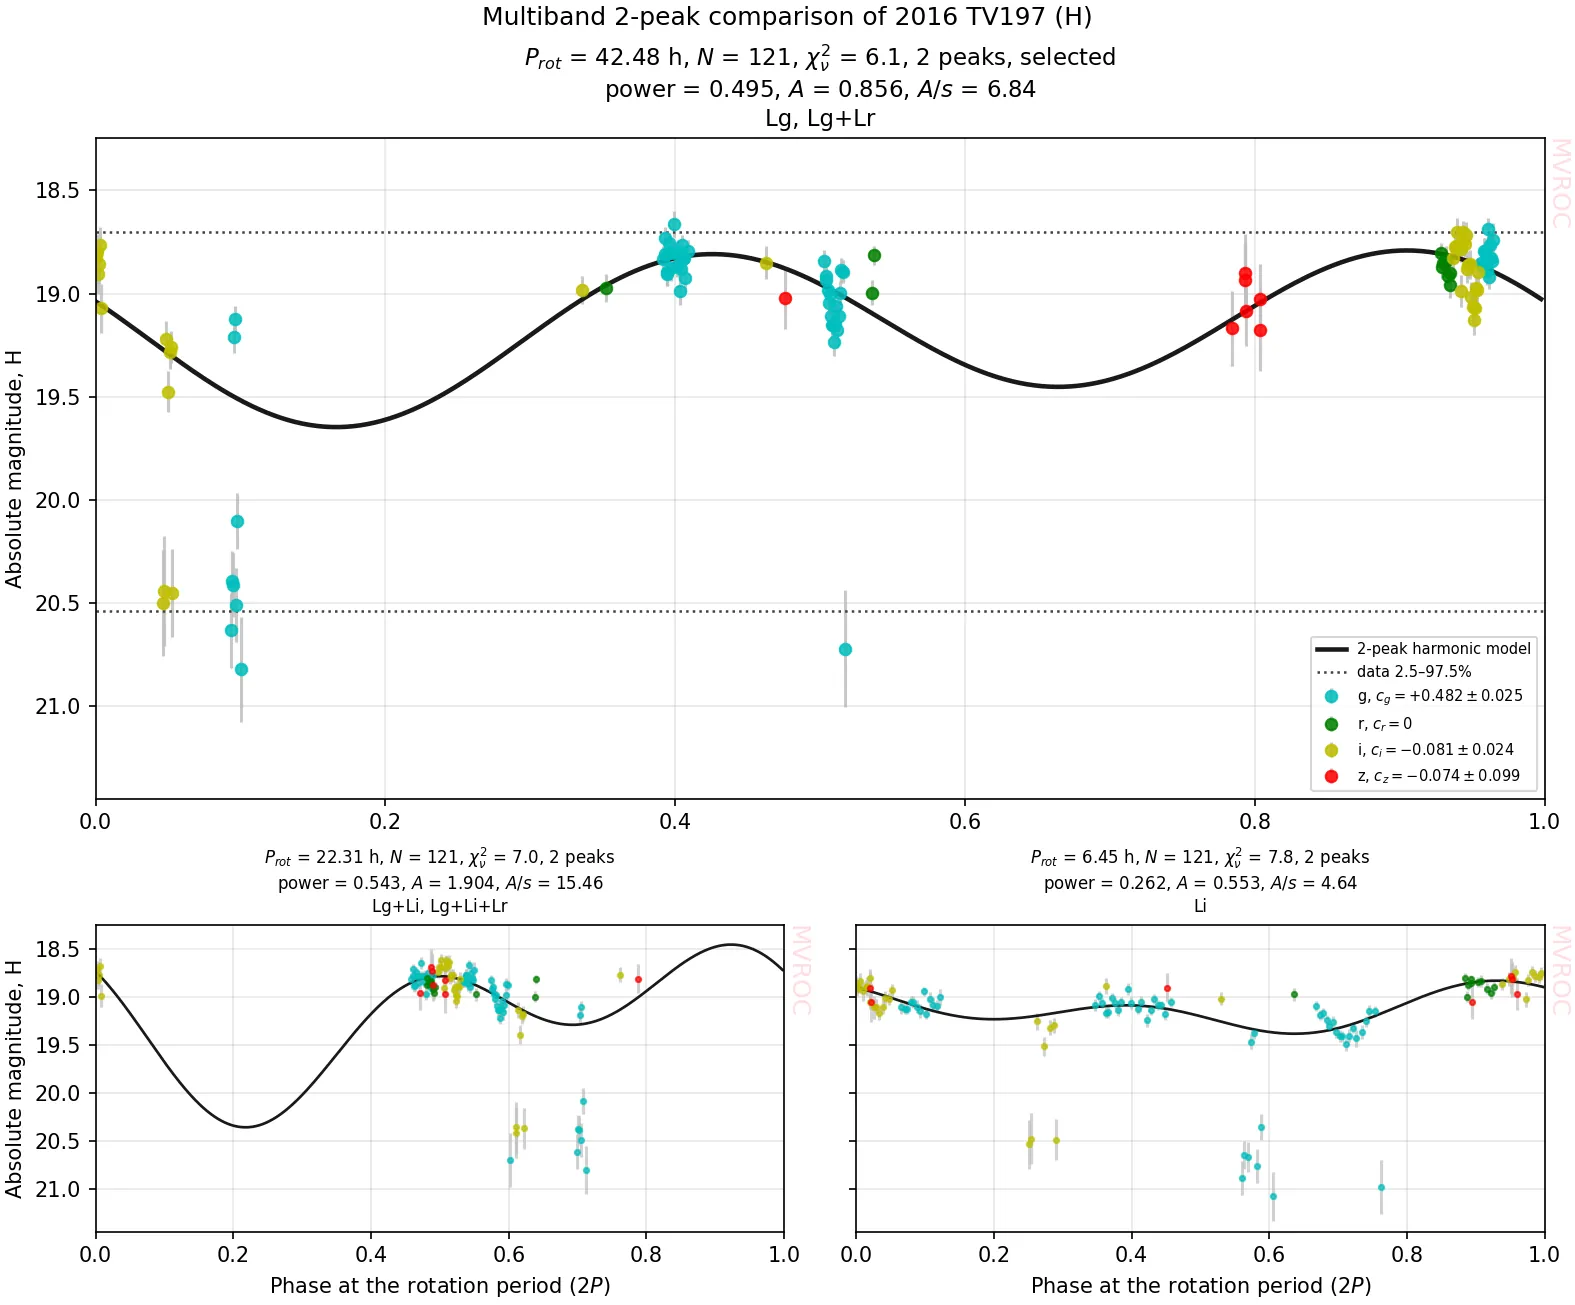 Multiband 2-peak comparison of 2016 TV197 (H)
P_rot = 42.48 h, N = 121, χ²_ν = 6.1, 2 peaks, selected
power = 0.495, A = 0.856, A/s = 6.84
Lg, Lg+Lr
MVROC
Absolute magnitude, H
18.5
19.0
19.5
20.0
20.5
21.0
2-peak harmonic model
data 2.5–97.5%
g, c_g = +0.482 ± 0.025
r, c_r = 0
i, c_i = −0.081 ± 0.024
z, c_z = −0.074 ± 0.099
0.0 0.2 0.4 0.6 0.8 1.0
P_rot = 22.31 h, N = 121, χ²_ν = 7.0, 2 peaks
power = 0.543, A = 1.904, A/s = 15.46
Lg+Li, Lg+Li+Lr
MVROC
Absolute magnitude, H
18.5
19.0
19.5
20.0
20.5
21.0
0.0 0.2 0.4 0.6 0.8 1.0
Phase at the rotation period (2P)
P_rot = 6.45 h, N = 121, χ²_ν = 7.8, 2 peaks
power = 0.262, A = 0.553, A/s = 4.64
Li
MVROC
0.0 0.2 0.4 0.6 0.8 1.0
Phase at the rotation period (2P)